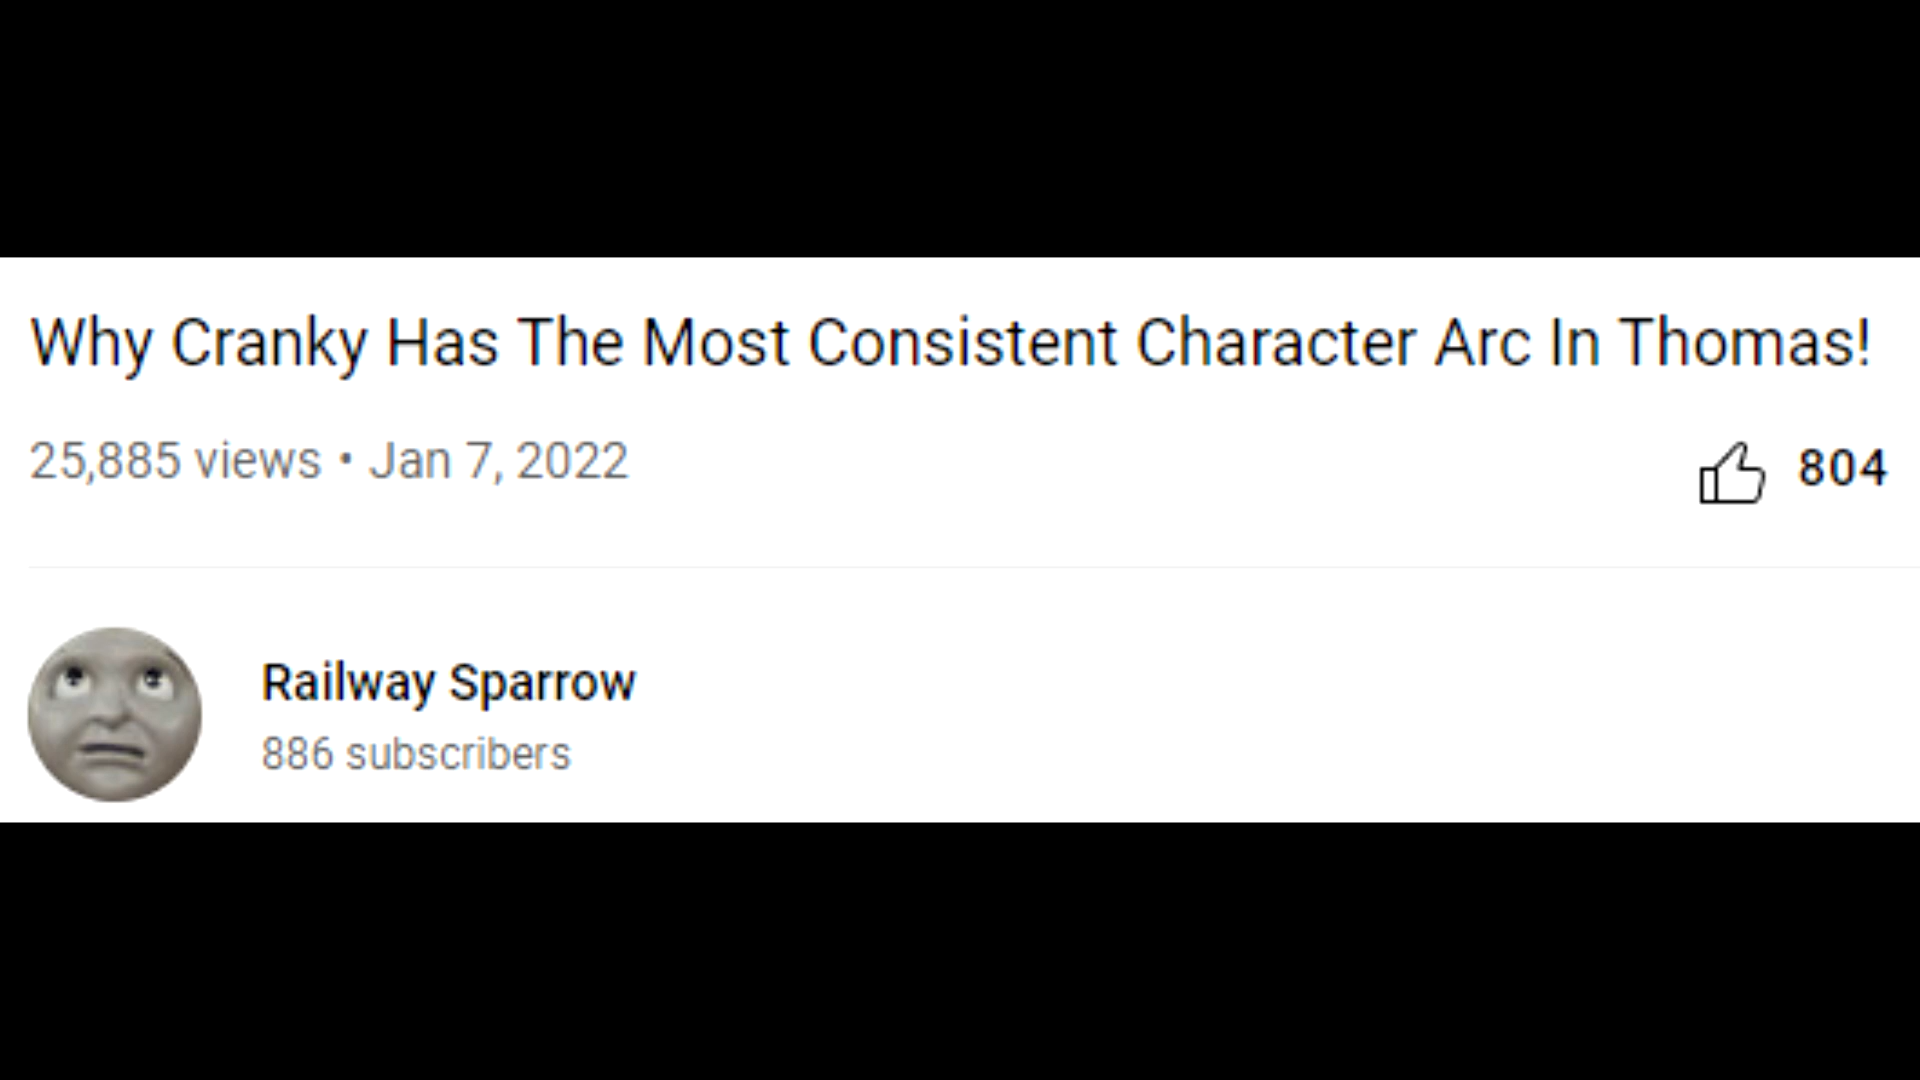 Why Cranky Has The Most Consistent Character Arc In Thomas!
25,885 views • Jan 7, 2022
804
Railway Sparrow
886 subscribers